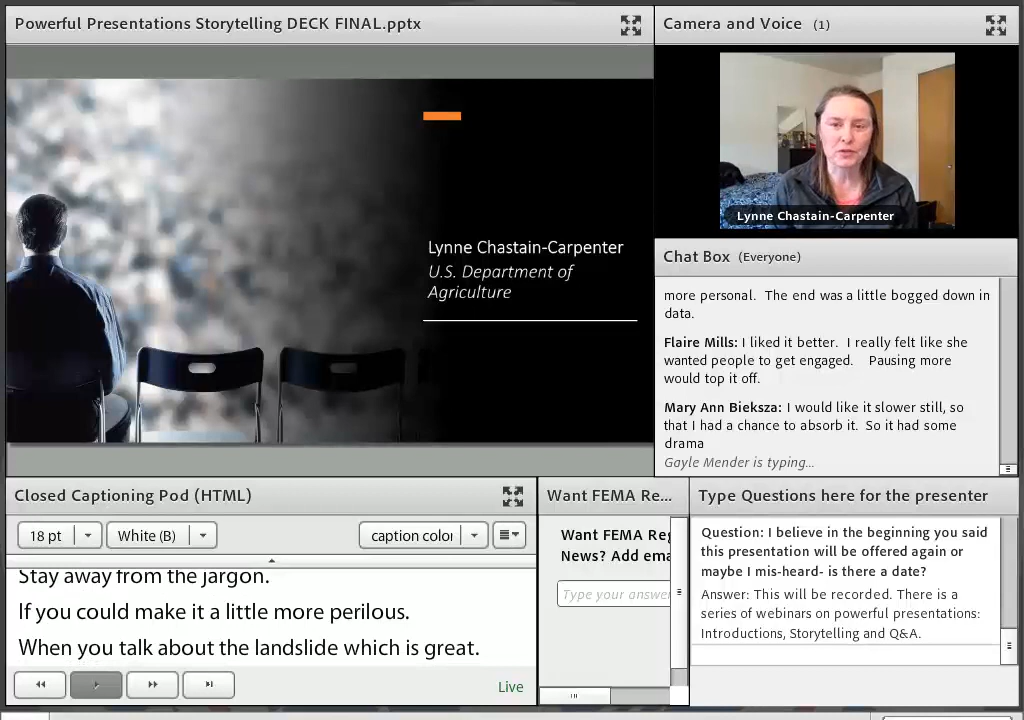 Powerful Presentations Storytelling DECK FINAL.pptx
Lynne Chastain-Carpenter
U.S. Department of
Agriculture
Camera and Voice (1)
Lynne Chastain-Carpenter
Chat Box (Everyone)
more personal. The end was a little bogged down in
data.
Flaire Mills: I liked it better. I really felt like she
wanted people to get engaged. Pausing more
would top it off.
Mary Ann Bieksza: I would like it slower still, so
that I had a chance to absorb it. So it had some
drama
Gayle Mender is typing...
Closed Captioning Pod (HTML)
18 pt
White (B)
caption color
Stay away from the jargon.
If you could make it a little more perilous.
When you talk about the landslide which is great.
Live
Want FEMA Re...
Want FEMA Reg
News? Add ema
Type your answer
Type Questions here for the presenter
Question: I believe in the beginning you said
this presentation will be offered again or
maybe I mis-heard- is there a date?
Answer: This will be recorded. There is a
series of webinars on powerful presentations:
Introductions, Storytelling and Q&A.